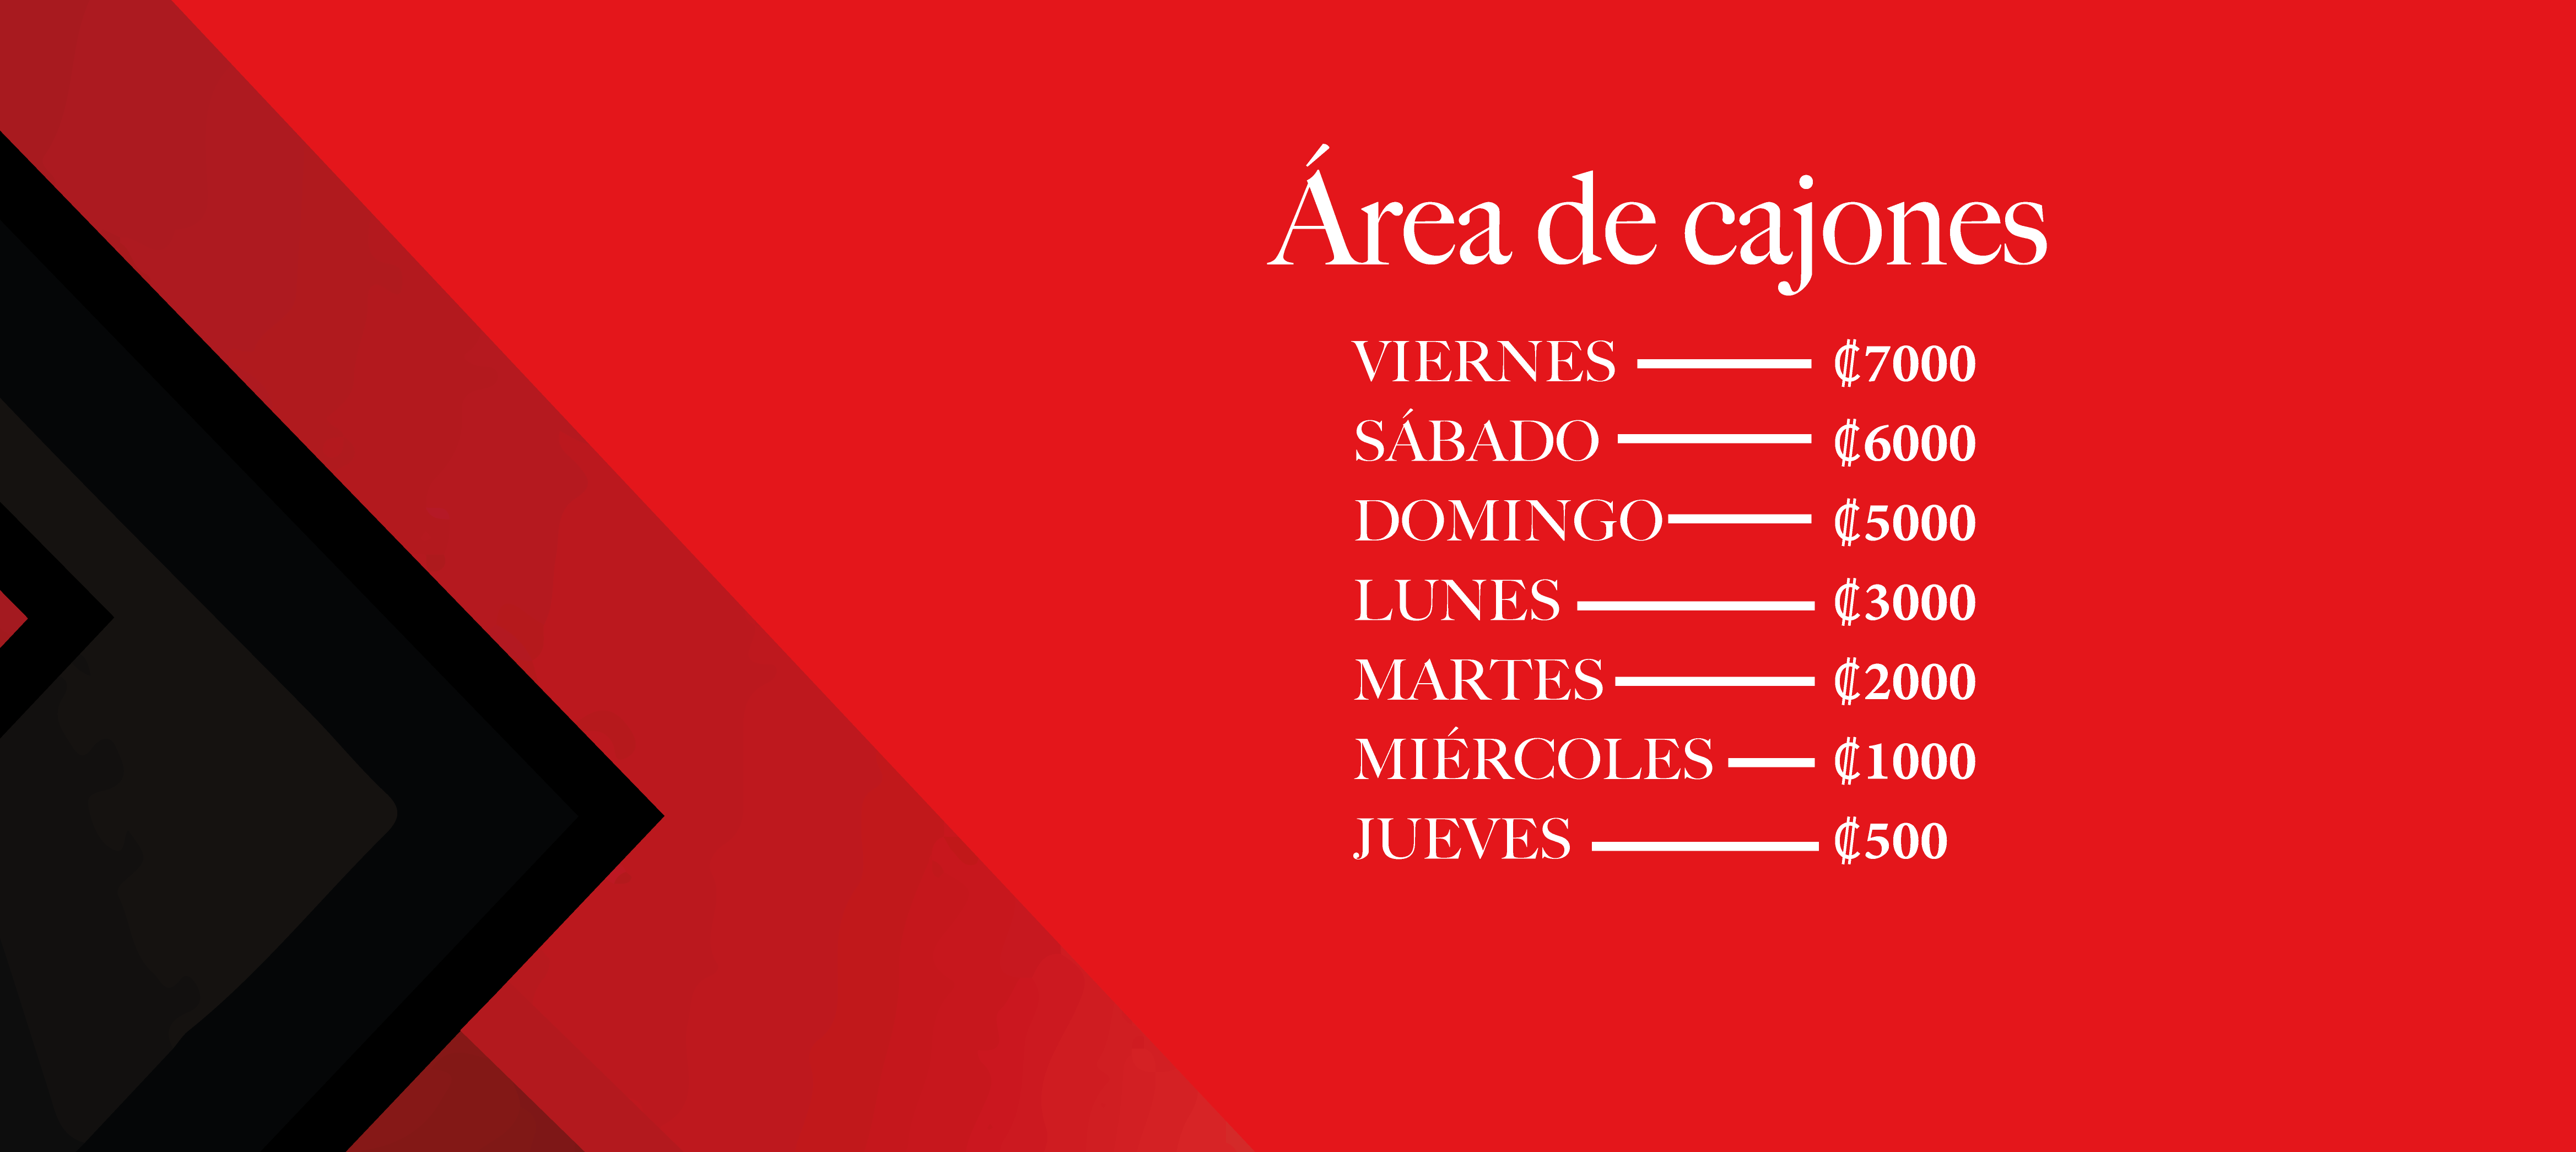 Área de cajones
VIERNES ₡7000
SÁBADO ₡6000
DOMINGO ₡5000
LUNES ₡3000
MARTES ₡2000
MIÉRCOLES ₡1000
JUEVES ₡500